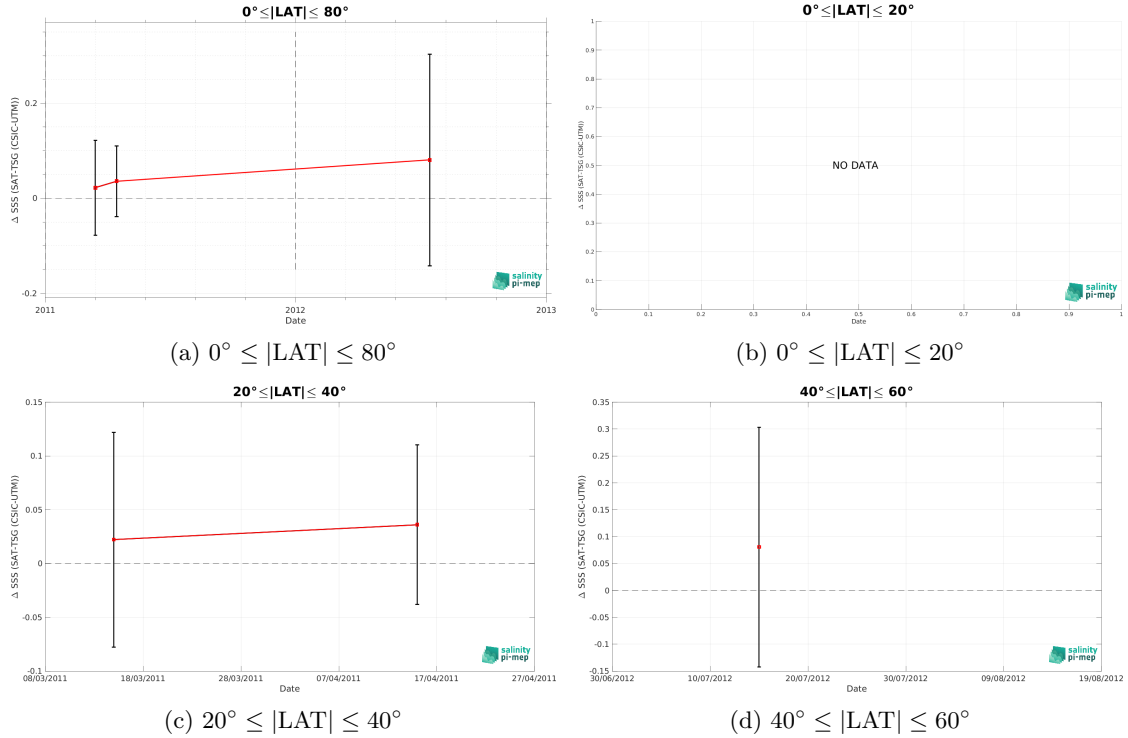 0°≤|LAT|≤ 80°
Δ SSS (SAT-TSG (CSIC-UTM))
0.2
0
-0.2
2011
2012
2013
Date
salinity
pi-mep
(a) 0° ≤ |LAT| ≤ 80°
0°≤|LAT|≤ 20°
Δ SSS (SAT-TSG (CSIC-UTM))
1
0.9
0.8
0.7
0.6
0.5
0.4
0.3
0.2
0.1
0
NO DATA
0
0.1
0.2
0.3
0.4
0.5
0.6
0.7
0.8
0.9
1
Date
salinity
pi-mep
(b) 0° ≤ |LAT| ≤ 20°
20°≤|LAT|≤ 40°
Δ SSS (SAT-TSG (CSIC-UTM))
0.15
0.1
0.05
0
-0.05
-0.1
08/03/2011
18/03/2011
28/03/2011
07/04/2011
17/04/2011
27/04/2011
Date
salinity
pi-mep
(c) 20° ≤ |LAT| ≤ 40°
40°≤|LAT|≤ 60°
Δ SSS (SAT-TSG (CSIC-UTM))
0.35
0.3
0.25
0.2
0.15
0.1
0.05
0
-0.05
-0.1
-0.15
30/06/2012
10/07/2012
20/07/2012
30/07/2012
09/08/2012
19/08/2012
Date
salinity
pi-mep
(d) 40° ≤ |LAT| ≤ 60°